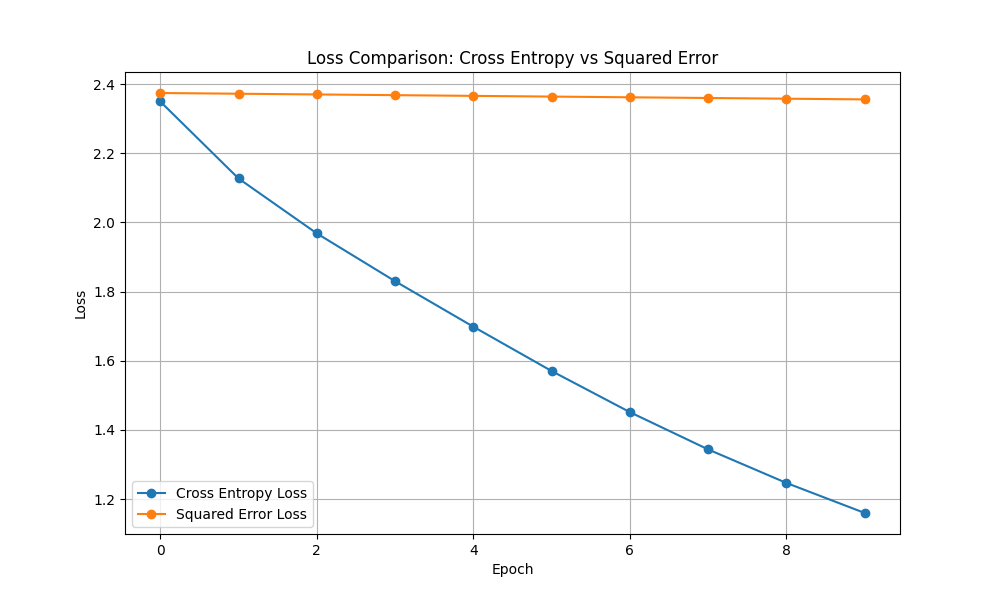 Loss Comparison: Cross Entropy vs Squared Error
2.4
2.2
2.0
1.8
1.6
1.4
1.2
Loss
Cross Entropy Loss
Squared Error Loss
0 2 4 6 8
Epoch